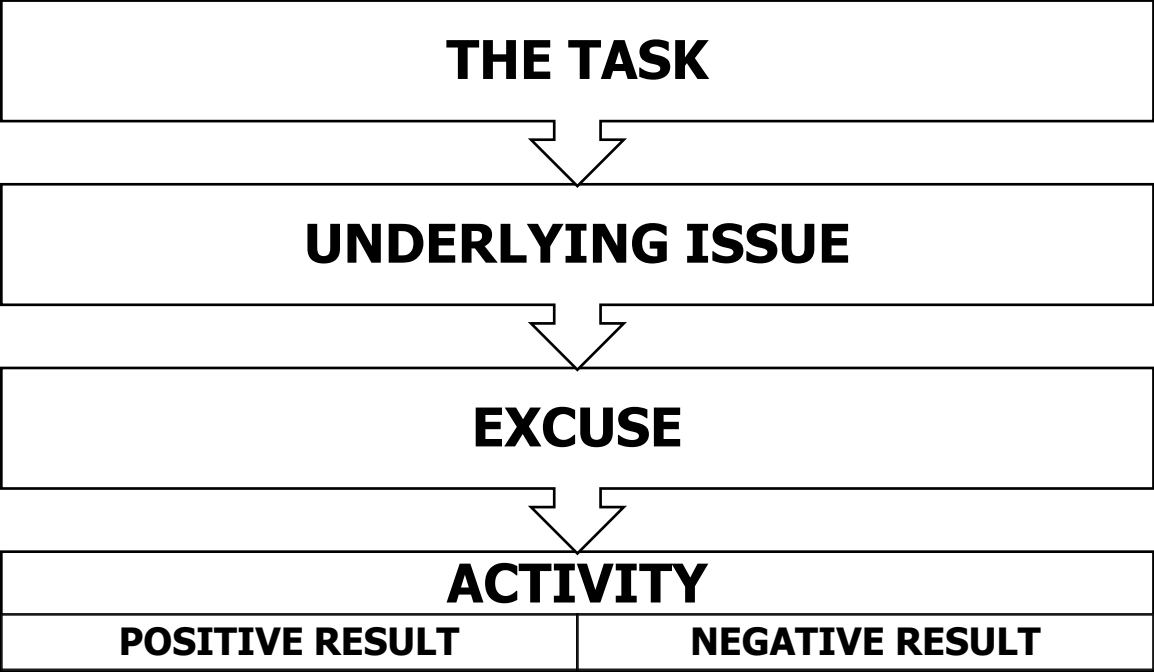 THE TASK
UNDERLYING ISSUE
EXCUSE
ACTIVITY
POSITIVE RESULT
NEGATIVE RESULT